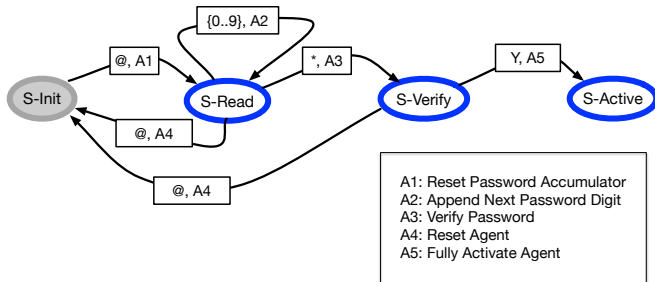 {0..9}, A2
@, A1
*, A3
Y, A5
S-Init
S-Read
S-Verify
S-Active
@, A4
@, A4
A1: Reset Password Accumulator
A2: Append Next Password Digit
A3: Verify Password
A4: Reset Agent
A5: Fully Activate Agent